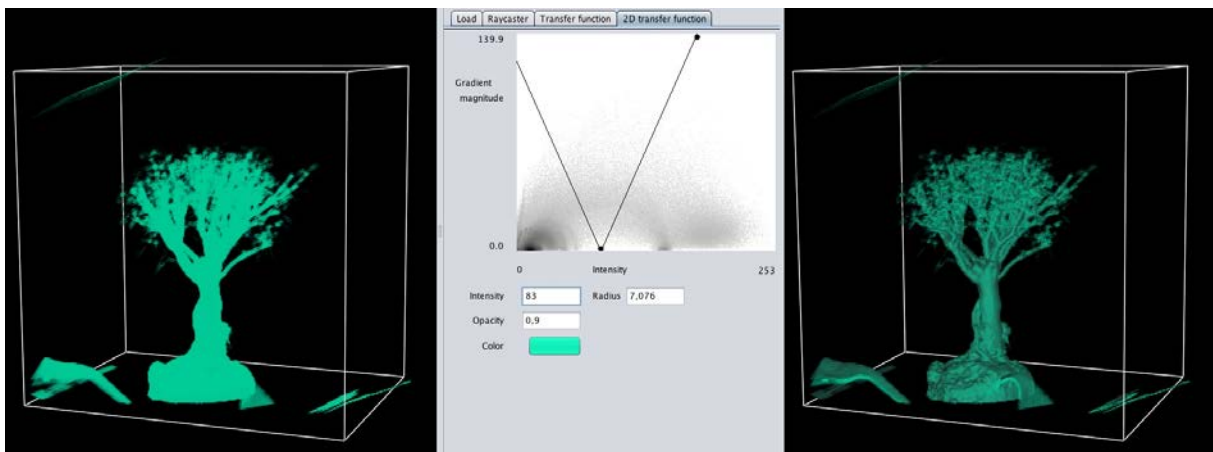 Load Raycaster Transfer function 2D transfer function
139.9
Gradient
magnitude
0.0
0 Intensity 253
Intensity 83 Radius 7,076
Opacity 0,9
Color